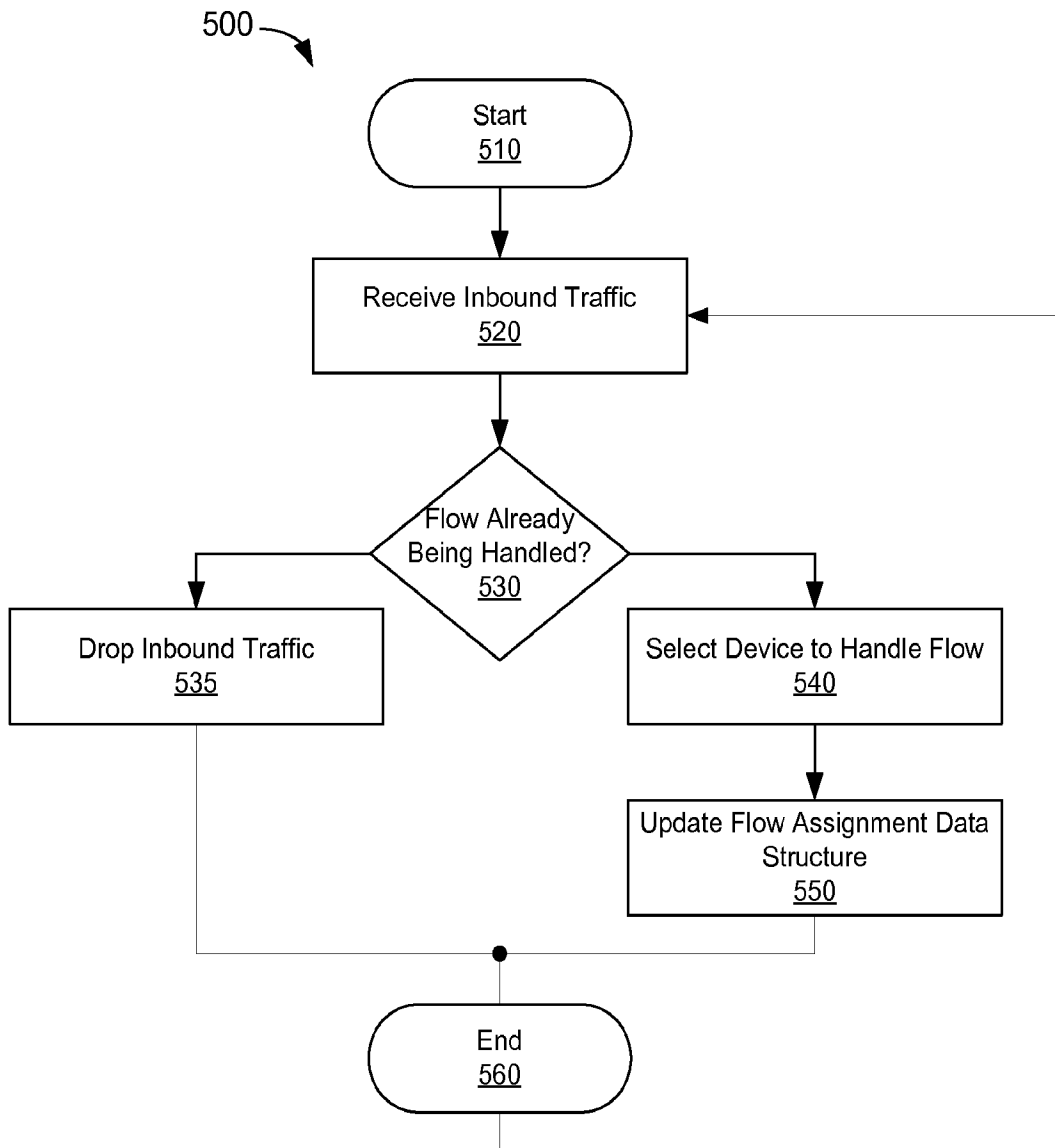 500
Start
510
Receive Inbound Traffic
520
Flow Already
Being Handled?
530
Drop Inbound Traffic
535
Select Device to Handle Flow
540
Update Flow Assignment Data
Structure
550
End
560